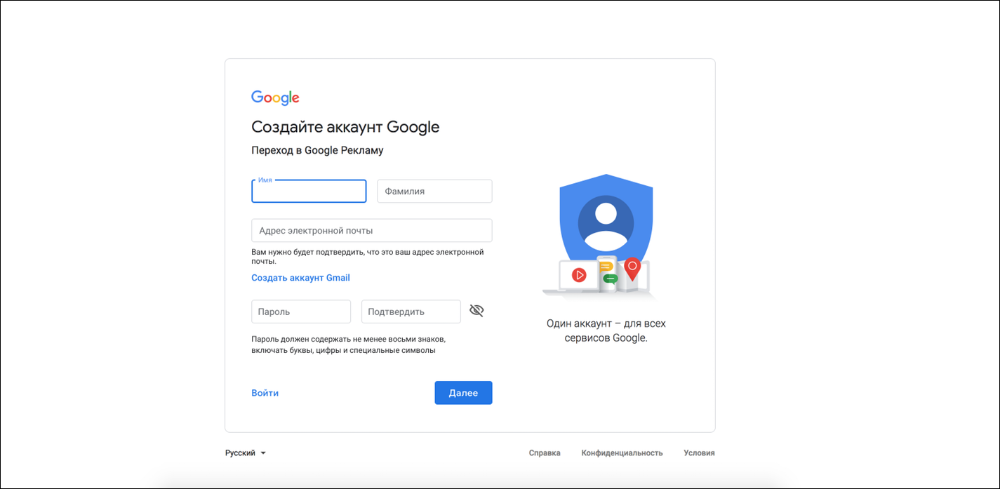 Google
Создайте аккаунт Google
Переход в Google Рекламу
Имя
Фамилия
Адрес электронной почты
Вам нужно будет подтвердить, что это ваш адрес электронной
почты.
Создать аккаунт Gmail
Пароль
Подтвердить
Пароль должен содержать не менее восьми знаков,
включать буквы, цифры и специальные символы
Войти
Далее
Один аккаунт – для всех
сервисов Google.
Русский
Справка
Конфиденциальность
Условия